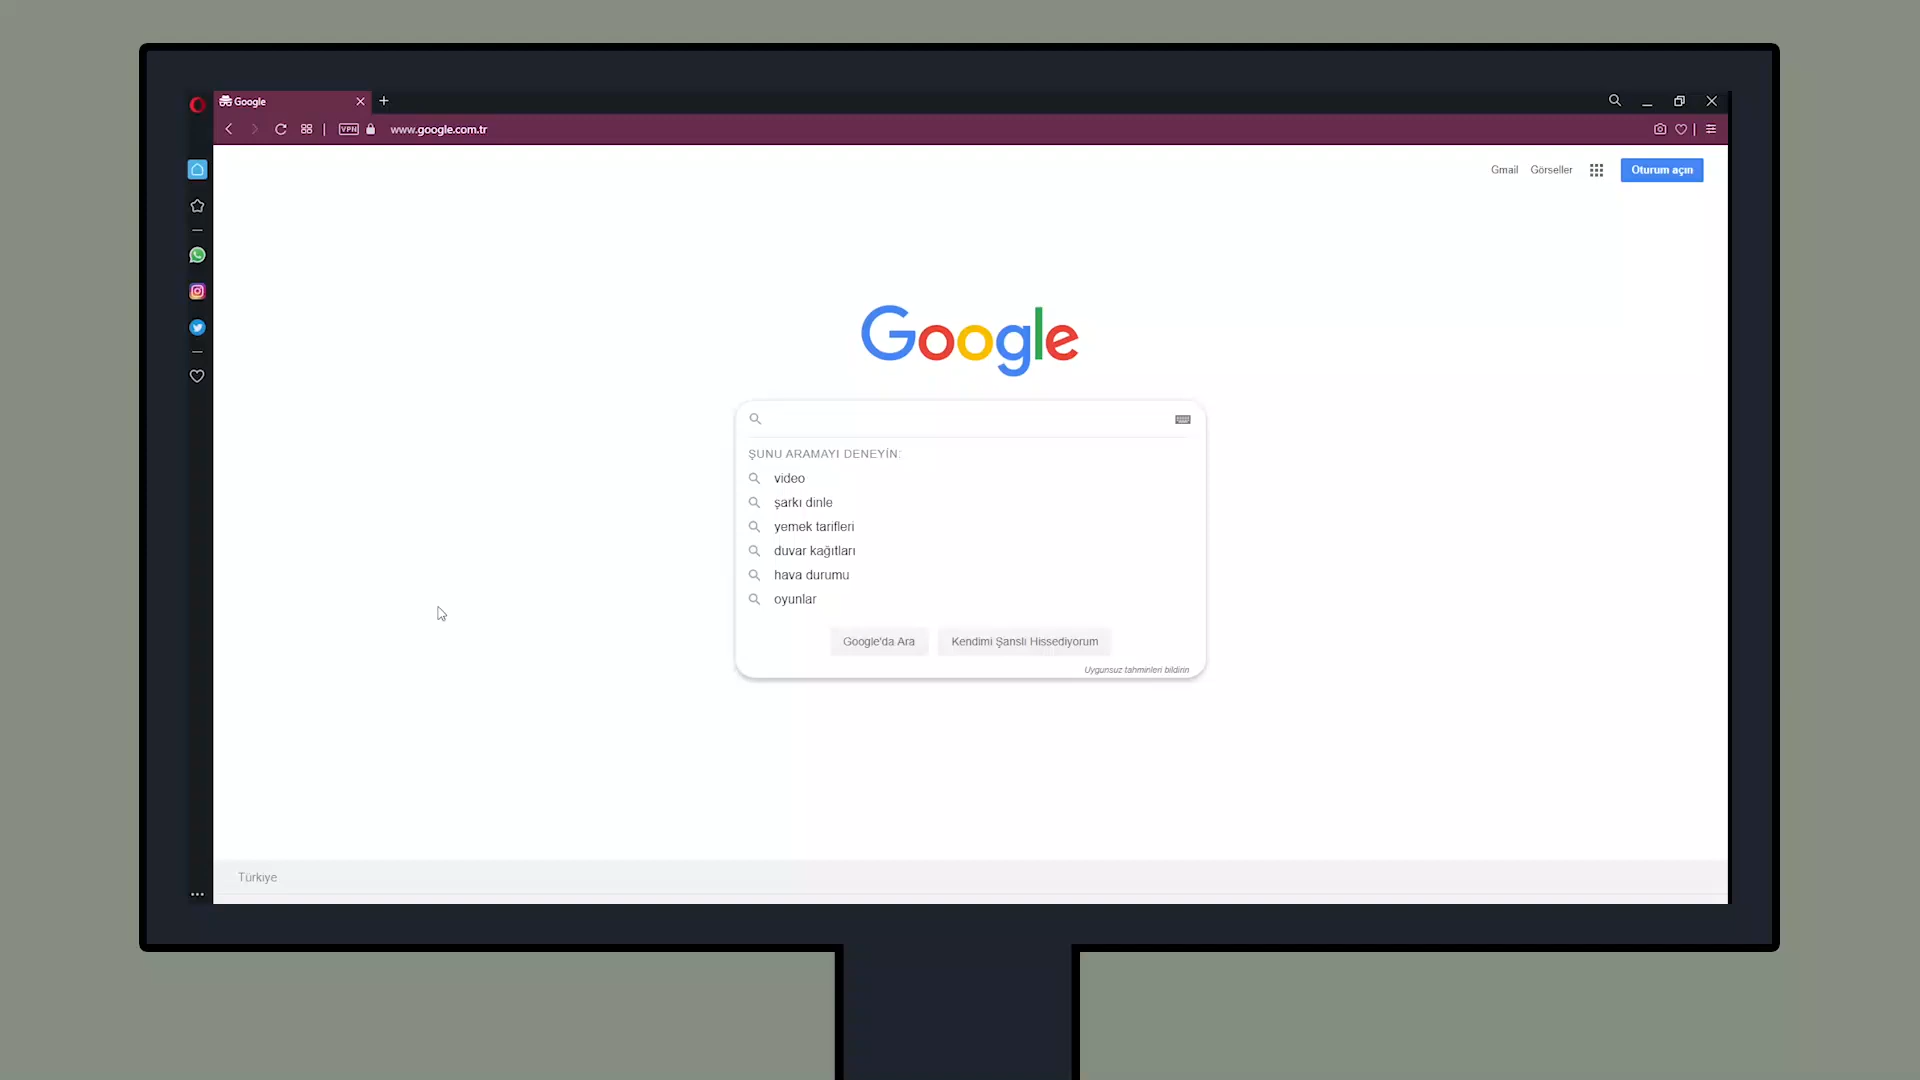 Google
VPN
www.google.com.tr
Gmail Görseller Oturum açın
Google
ŞUNU ARAMAYI DENEYİN:
video
şarkı dinle
yemek tarifleri
duvar kağıtları
hava durumu
oyunlar
Google'da Ara Kendimi Şanslı Hissediyorum
Uygunsuz tahminleri bildirin
Türkiye